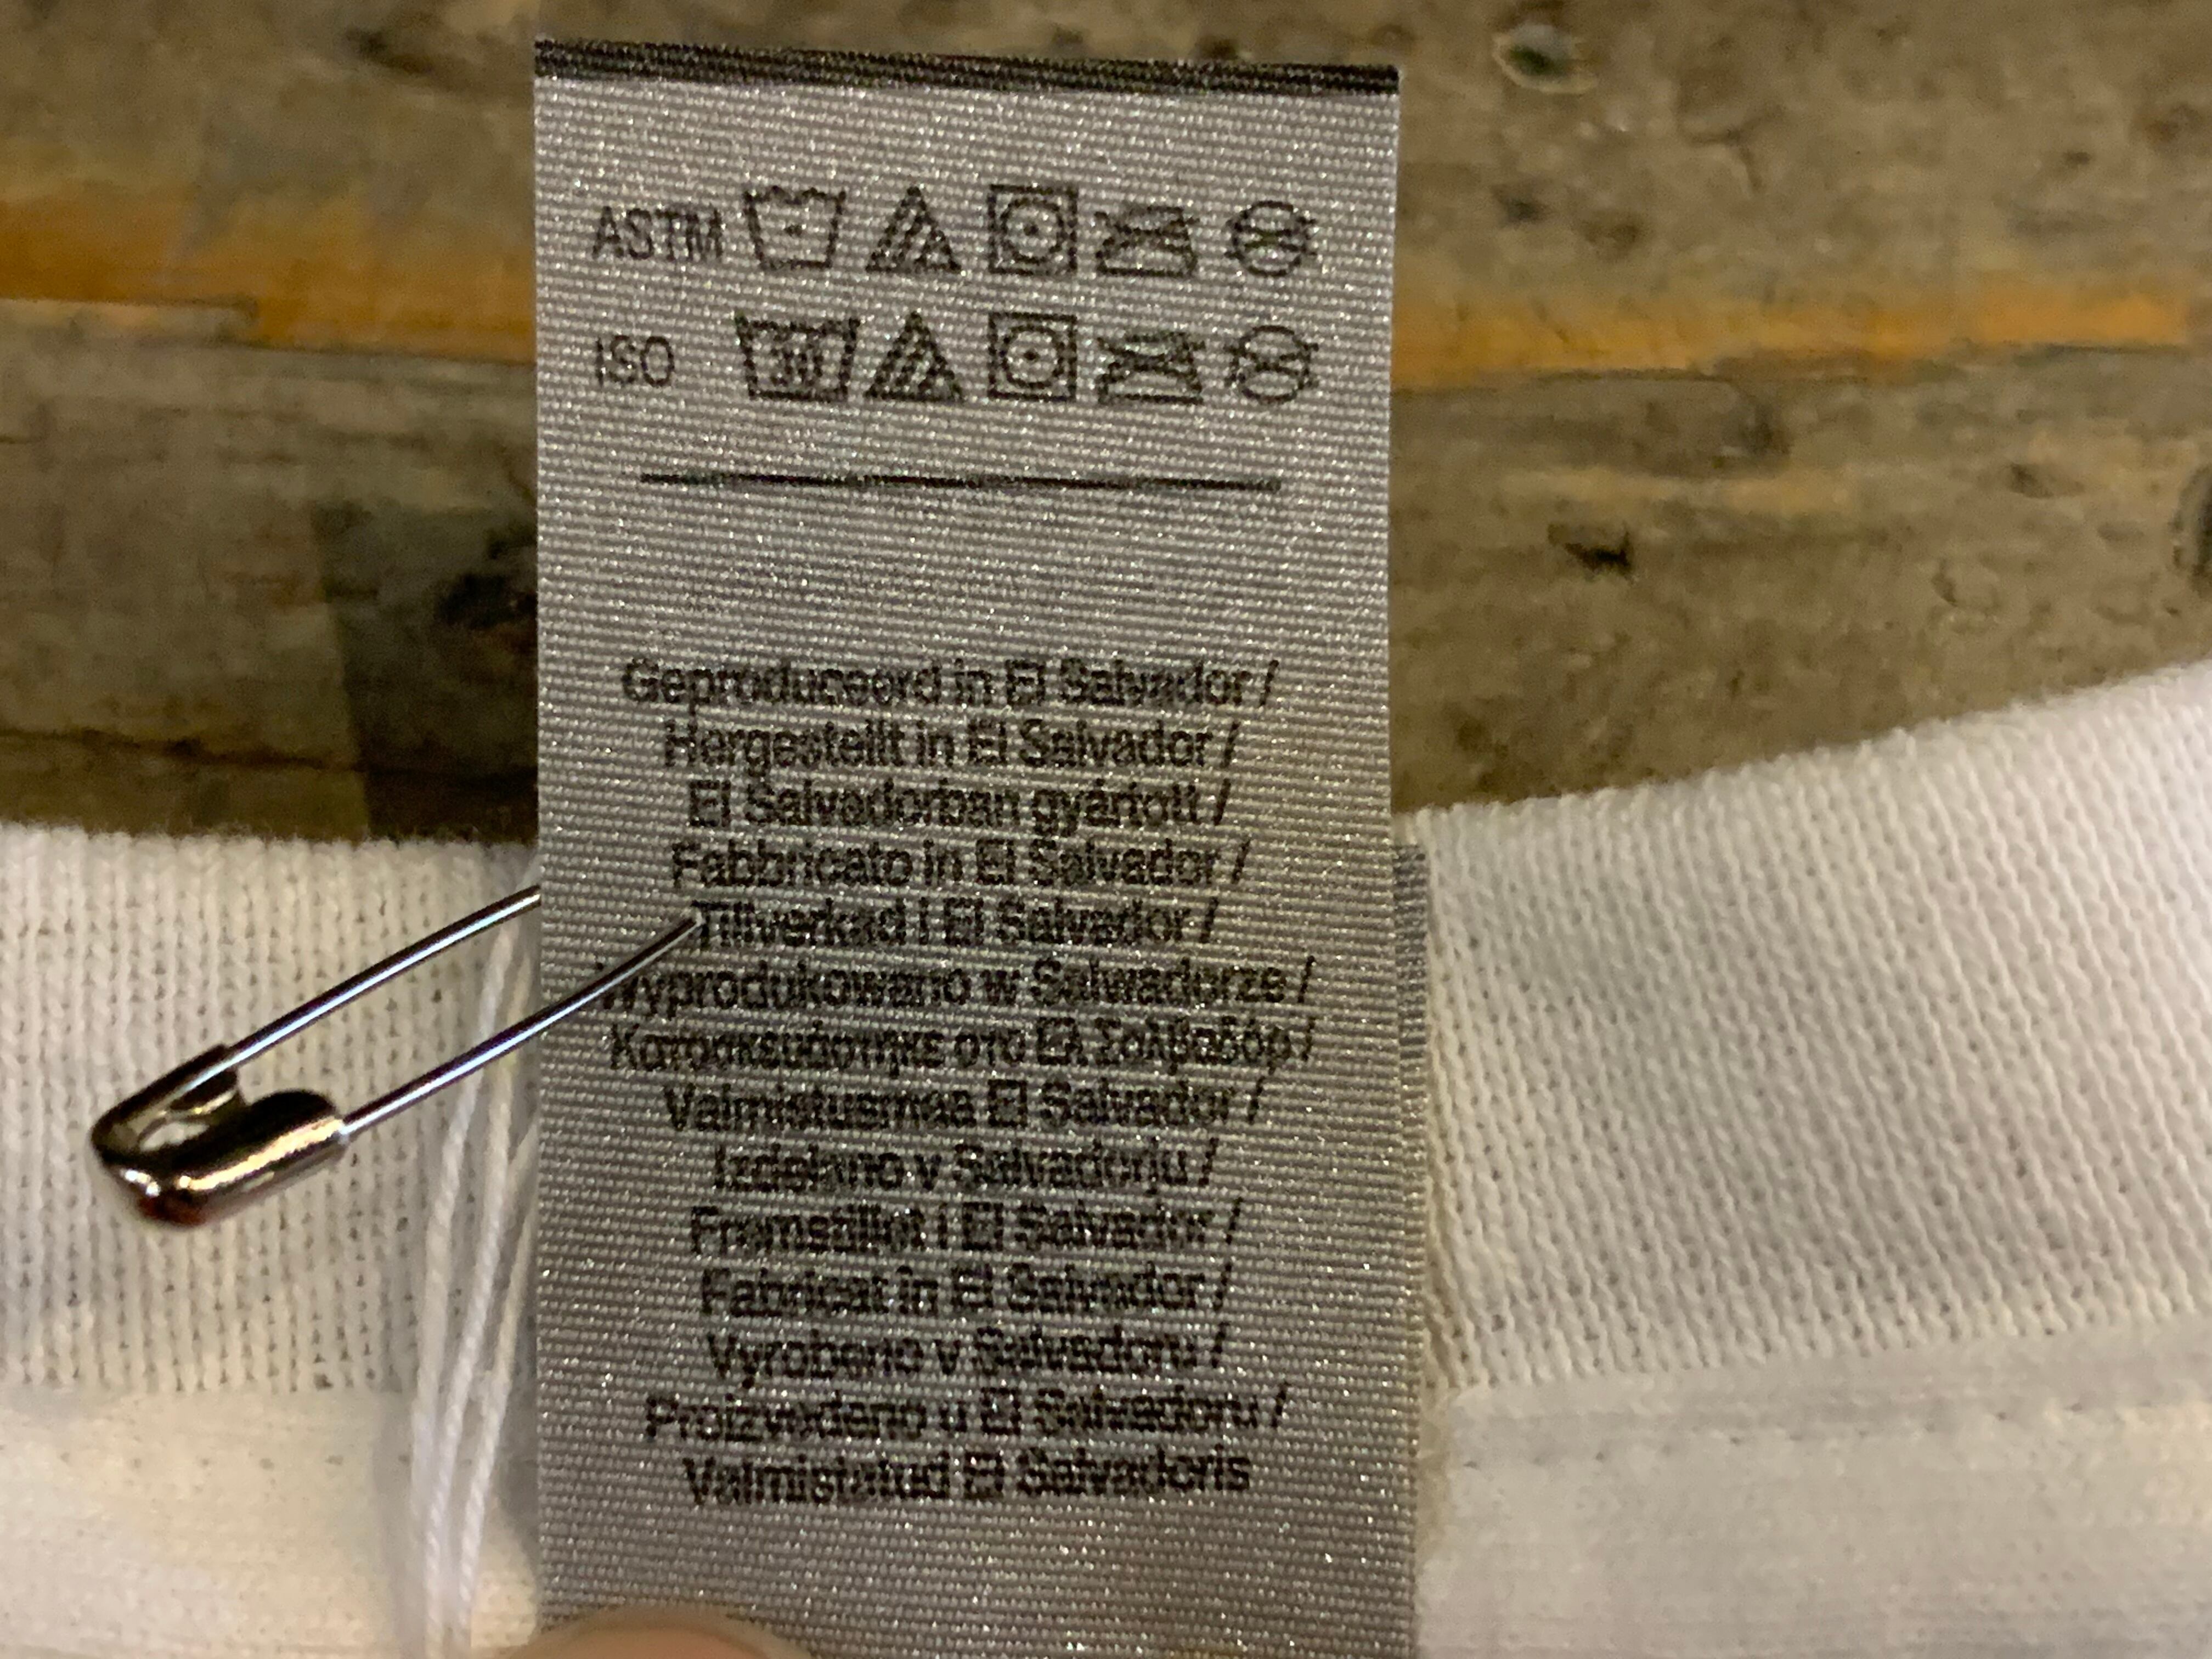 ASTM
ISO 30
Geproduceerd in El Salvador /
Hergestellt in El Salvador /
El Salvadorban gyártott /
Fabbricato in El Salvador /
Tillverkad i El Salvador /
Wyprodukowano w Salwadorze /
Κατασκευάστηκε στο Ελ Σαλβαδόρ /
Valmistusmaa El Salvador /
Izdelano v Salvadorju /
Fremstillet i El Salvador /
Fabricat în El Salvador /
Vyrobeno v Salvadoru /
Proizvedeno u El Salvadoru /
Valmistatud El Salvadoris